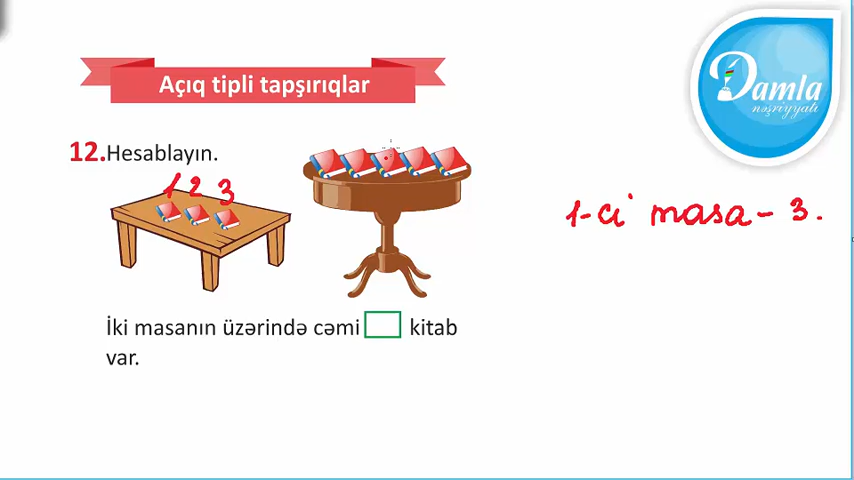 Açıq tipli tapşırıqlar
Damla
nəşriyyatı
12.Hesablayın.
1 2 3
1-ci masa - 3.
İki masanın üzərində cəmi kitab
var.